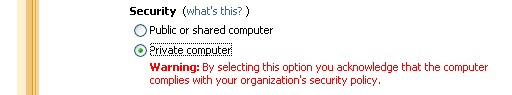 Security (what's this? )
Public or shared computer
Private computer
Warning: By selecting this option you acknowledge that the computer
complies with your organization's security policy.